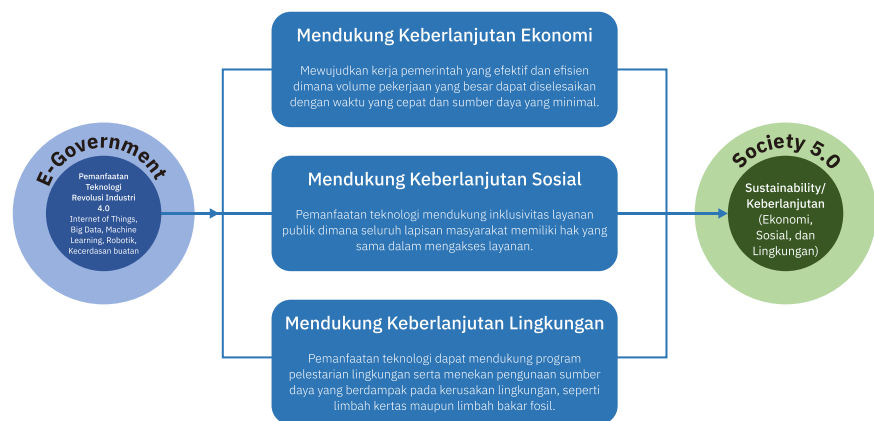 E-Government
Pemanfaatan
Teknologi
Revolusi Industri
4.0
Internet of Things,
Big Data, Machine
Learning, Robotik,
Kecerdasan buatan
Mendukung Keberlanjutan Ekonomi
Mewujudkan kerja pemerintah yang efektif dan efisien
dimana volume pekerjaan yang besar dapat diselesaikan
dengan waktu yang cepat dan sumber daya yang minimal.
Mendukung Keberlanjutan Sosial
Pemanfaatan teknologi mendukung inklusivitas layanan
publik dimana seluruh lapisan masyarakat memiliki hak yang
sama dalam mengakses layanan.
Mendukung Keberlanjutan Lingkungan
Pemanfaatan teknologi dapat mendukung program
pelestarian lingkungan serta menekan pengunaan sumber
daya yang berdampak pada kerusakan lingkungan, seperti
limbah kertas maupun limbah bakar fosil.
Society 5.0
Sustainability/
Keberlanjutan
(Ekonomi,
Sosial, dan
Lingkungan)